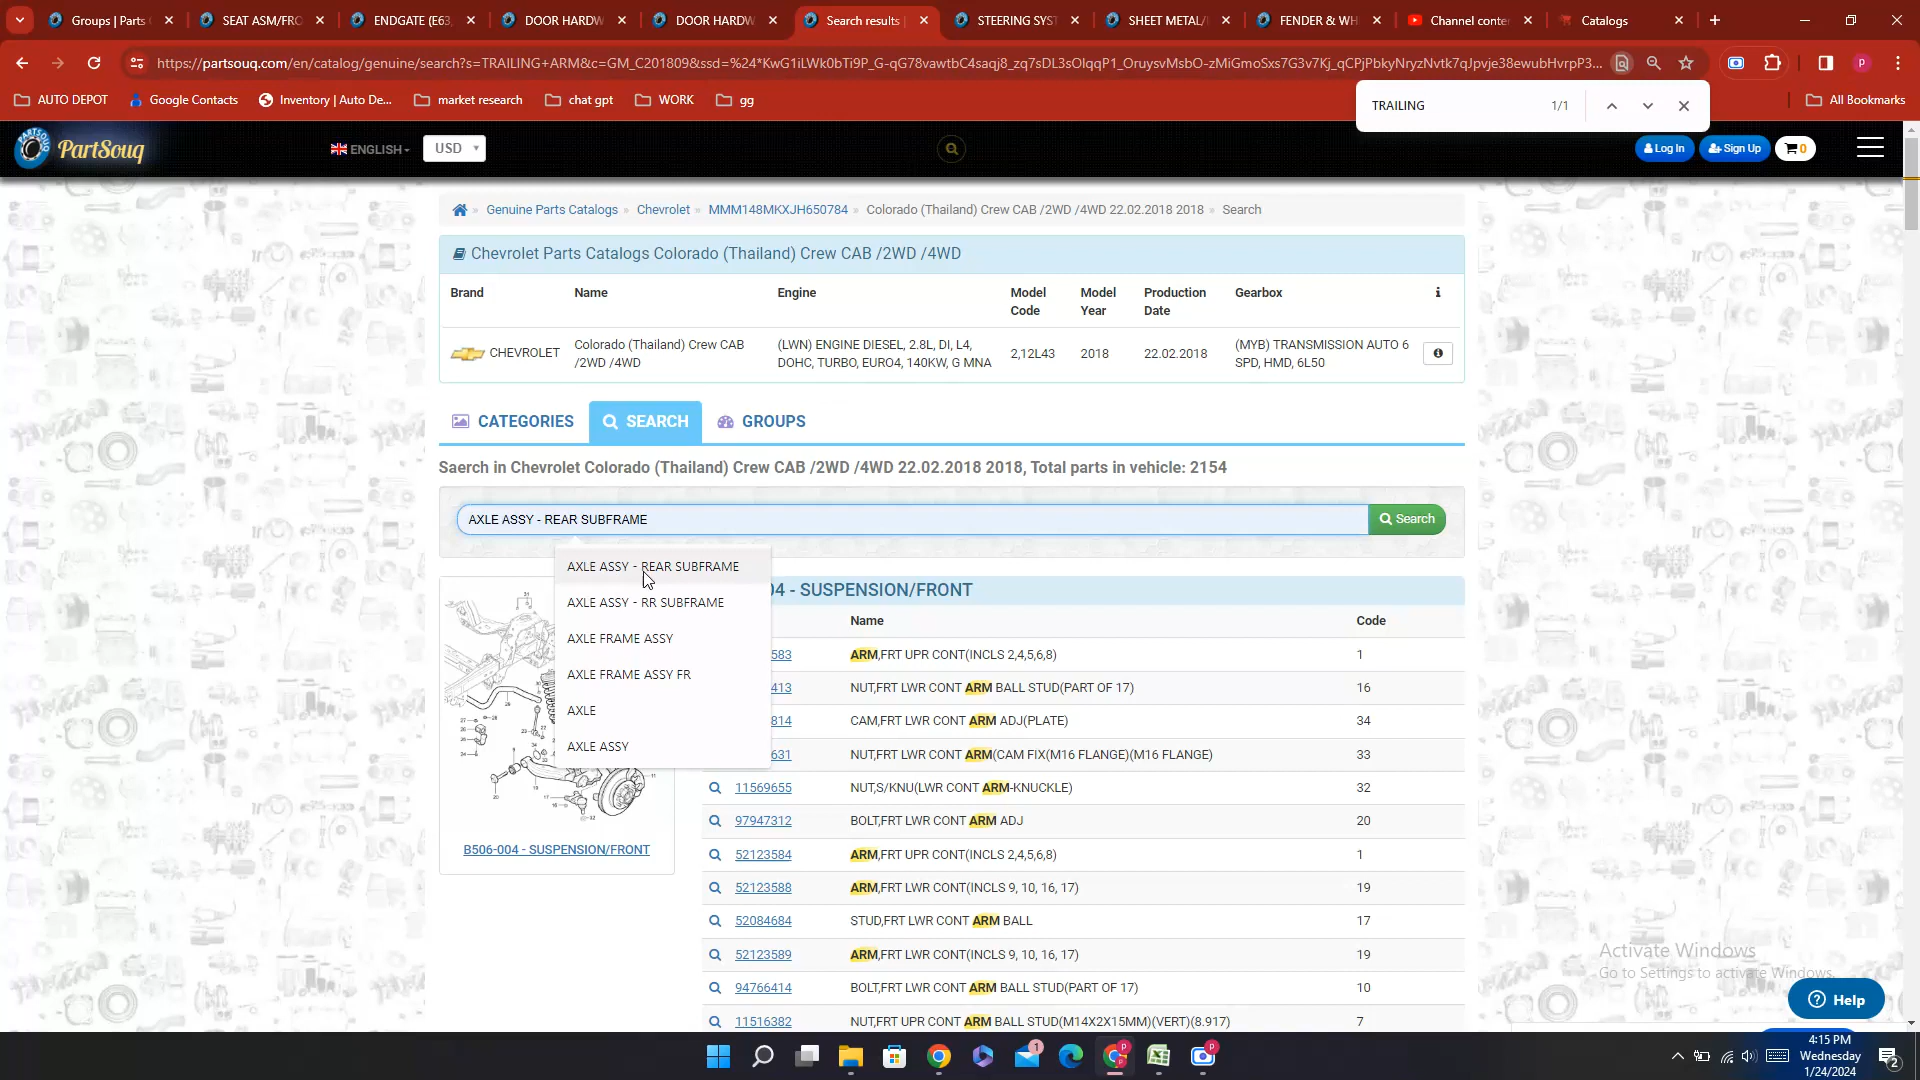 Groups | Parts
SEAT ASM/FRO
ENDGATE (E63,
DOOR HARDW
DOOR HARDW
Search results |
STEERING SYS
SHEET METAL/
FENDER & WH
Channel conte
Catalogs
https://partsouq.com/en/catalog/genuine/search?s=TRAILING+ARM&c=GM_C201809&ssd=%24*KwG1iLWk0bTi9P_G-qG78vawtbC4saqj8_zq7sDL3sOlqqP1_OruysvMsbO-zMiGmoSxs7G3v7Kj_qCPjPbkyNryzNvtk7qJpvje38ewubHvrpP3...
AUTO DEPOT
Google Contacts
Inventory | Auto De...
market research
chat gpt
WORK
gg
All Bookmarks
TRAILING
1/1
PARTSOUQ
PartSouq
ENGLISH
USD
Log In
Sign Up
0
» Genuine Parts Catalogs » Chevrolet » MMM148MKXJH650784 » Colorado (Thailand) Crew CAB /2WD /4WD 22.02.2018 2018 » Search
Chevrolet Parts Catalogs Colorado (Thailand) Crew CAB /2WD /4WD
Brand
Name
Engine
Model Code
Model Year
Production Date
Gearbox
CHEVROLET
Colorado (Thailand) Crew CAB /2WD /4WD
(LWN) ENGINE DIESEL, 2.8L, DI, L4, DOHC, TURBO, EURO4, 140KW, G MNA
2,12L43
2018
22.02.2018
(MYB) TRANSMISSION AUTO 6 SPD, HMD, 6L50
CATEGORIES
SEARCH
GROUPS
Saerch in Chevrolet Colorado (Thailand) Crew CAB /2WD /4WD 22.02.2018 2018, Total parts in vehicle: 2154
AXLE ASSY - REAR SUBFRAME
Search
AXLE ASSY - REAR SUBFRAME
AXLE ASSY - RR SUBFRAME
AXLE FRAME ASSY
AXLE FRAME ASSY FR
AXLE
AXLE ASSY
04 - SUSPENSION/FRONT
Name
Code
583 ARM,FRT UPR CONT(INCLS 2,4,5,6,8) 1
413 NUT,FRT LWR CONT ARM BALL STUD(PART OF 17) 16
814 CAM,FRT LWR CONT ARM ADJ(PLATE) 34
631 NUT,FRT LWR CONT ARM(CAM FIX(M16 FLANGE)(M16 FLANGE) 33
11569655 NUT,S/KNU(LWR CONT ARM-KNUCKLE) 32
97947312 BOLT,FRT LWR CONT ARM ADJ 20
52123584 ARM,FRT UPR CONT(INCLS 2,4,5,6,8) 1
52123588 ARM,FRT LWR CONT(INCLS 9, 10, 16, 17) 19
52084684 STUD,FRT LWR CONT ARM BALL 17
52123589 ARM,FRT LWR CONT(INCLS 9, 10, 16, 17) 19
94766414 BOLT,FRT LWR CONT ARM BALL STUD(PART OF 17) 10
11516382 NUT,FRT UPR CONT ARM BALL STUD(M14X2X15MM)(VERT)(8.917) 7
B506-004 - SUSPENSION/FRONT
Activate Windows
Go to Settings to activate Windows.
Help
4:15 PM
Wednesday
1/24/2024